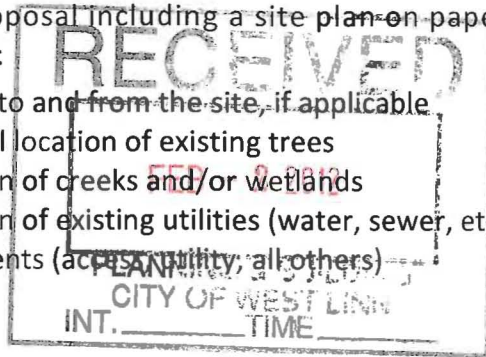 oposal including a site plan on pape
:
RECEIVED
to and from the site, if applicable
l location of existing trees
FEB 2012
n of creeks and/or wetlands
n of existing utilities (water, sewer, et
ents (access, utility, all others)
PLANNING &
CITY OF WEST LINN
INT. TIME